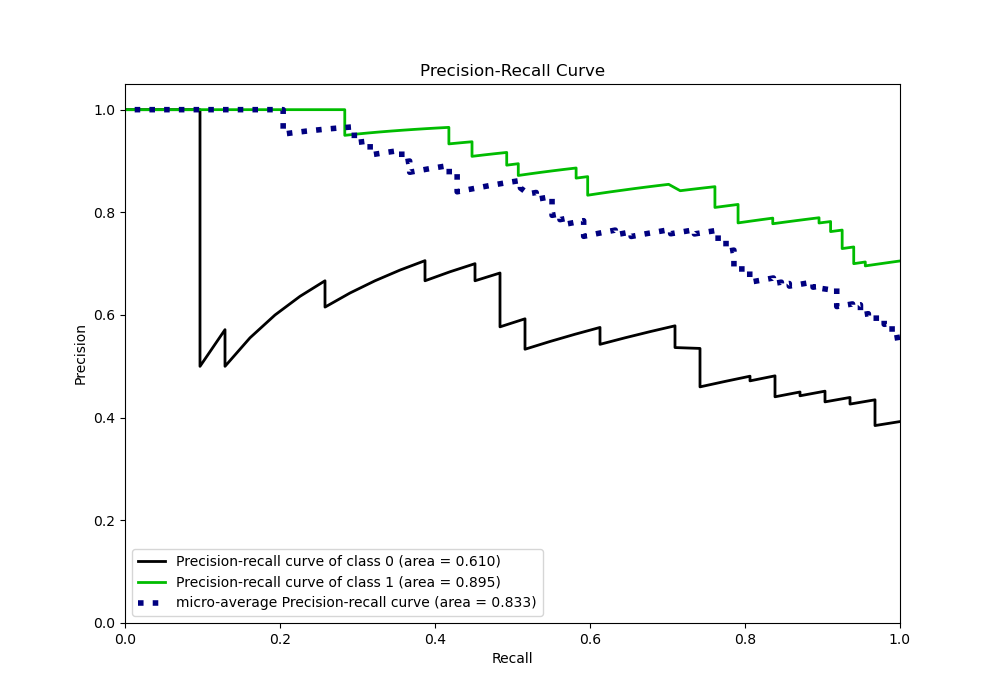 Precision-Recall Curve
1.0
0.8
0.6
0.4
0.2
0.0
Precision
Precision-recall curve of class 0 (area = 0.610)
Precision-recall curve of class 1 (area = 0.895)
micro-average Precision-recall curve (area = 0.833)
0.0 0.2 0.4 0.6 0.8 1.0
Recall